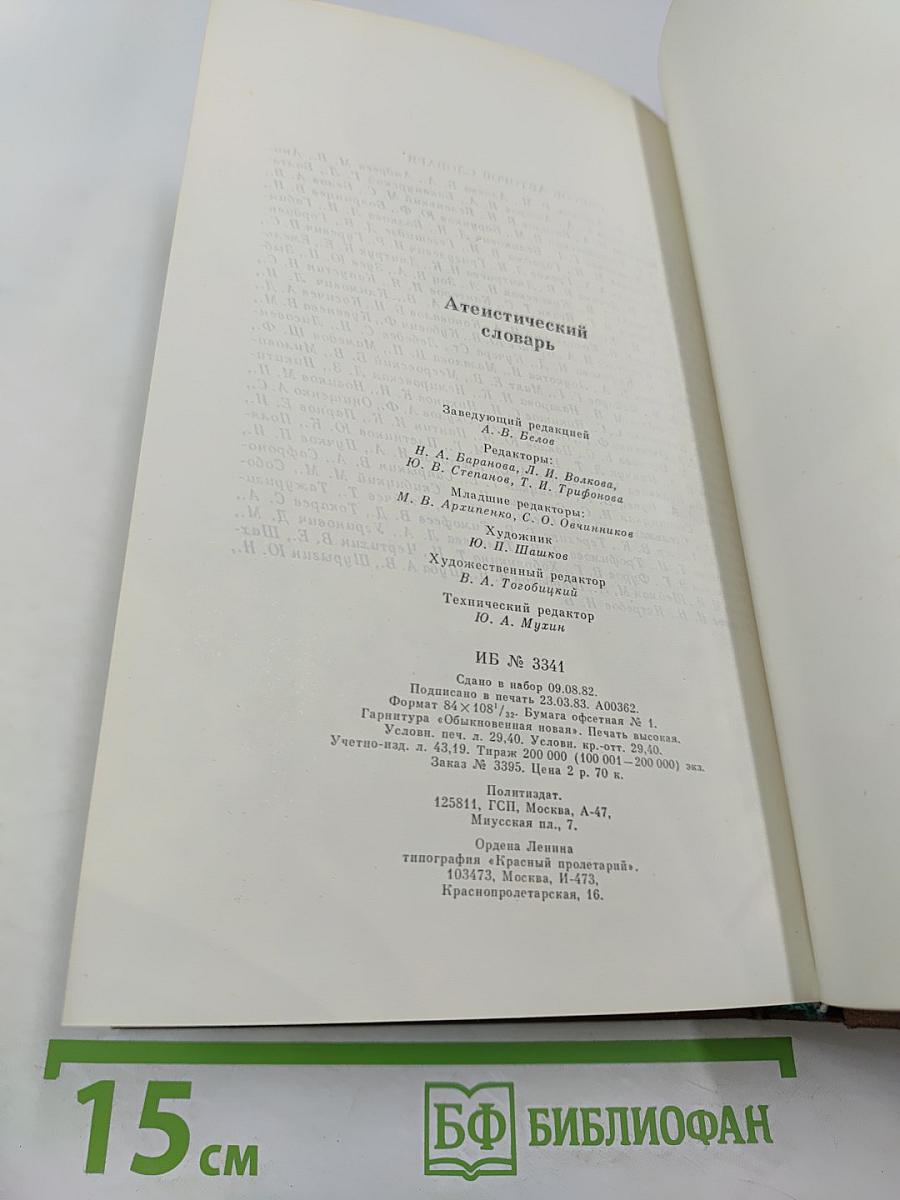 Атеистический
словарь
Заведующий редакцией
А. В. Белов
Редакторы:
Н. А. Баранова, Л. И. Волкова,
Ю. В. Степанов, Т. И. Трифонова
Младшие редакторы:
М. В. Архипенко, С. О. Овчинников
Художник
Ю. П. Шашков
Художественный редактор
В. А. Тогобицкий
Технический редактор
Ю. А. Мухин
ИБ № 3341
Сдано в набор 09.08.82.
Подписано в печать 23.03.83. А00362.
Формат 84×108¹/₃₂. Бумага офсетная № 1.
Гарнитура «Обыкновенная новая». Печать высокая.
Условн. печ. л. 29,40. Условн. кр.-отт. 29,40.
Учетно-изд. л. 43,19. Тираж 200 000 (100 001—200 000) экз.
Заказ № 3395. Цена 2 р. 70 к.
Политиздат.
125811, ГСП, Москва, А-47,
Миусская пл., 7.
Ордена Ленина
типография «Красный пролетарий».
103473, Москва, И-473,
Краснопролетарская, 16.
15 см
БФ БИБЛИОФАН